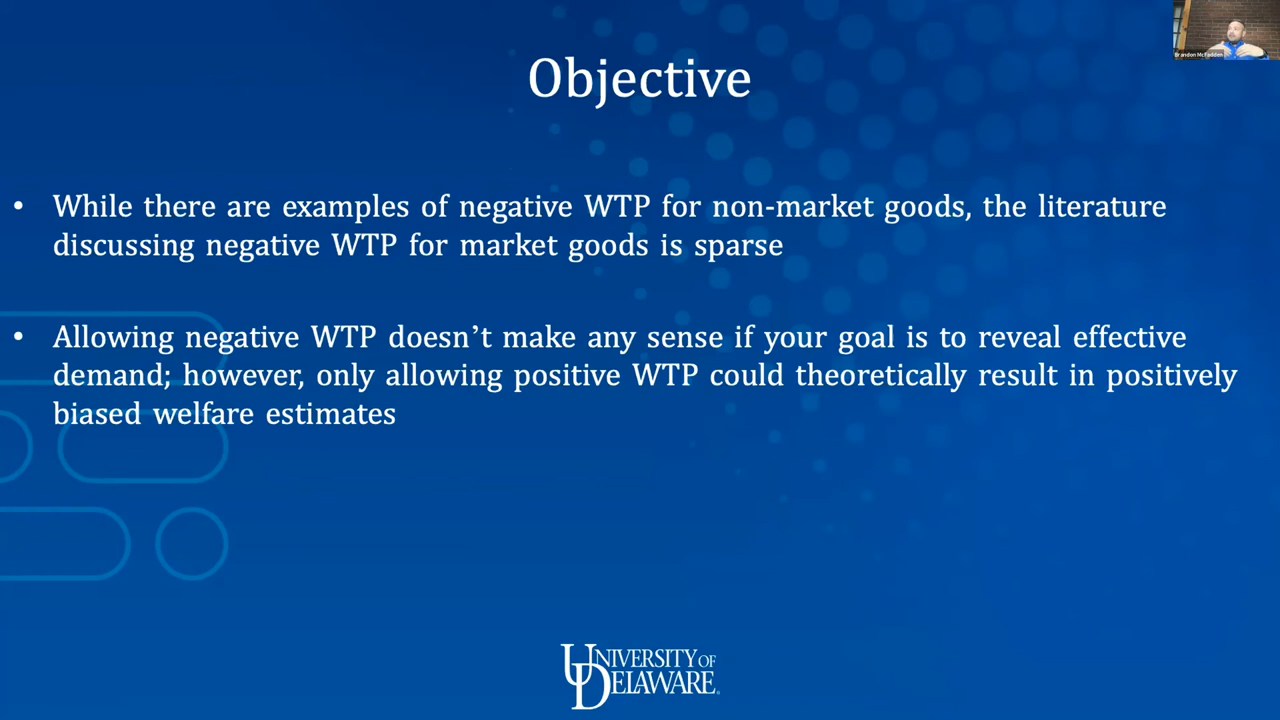 Brandon McFadden
Objective
• While there are examples of negative WTP for non-market goods, the literature
discussing negative WTP for market goods is sparse
• Allowing negative WTP doesn't make any sense if your goal is to reveal effective
demand; however, only allowing positive WTP could theoretically result in positively
biased welfare estimates
UNIVERSITY OF
DELAWARE.